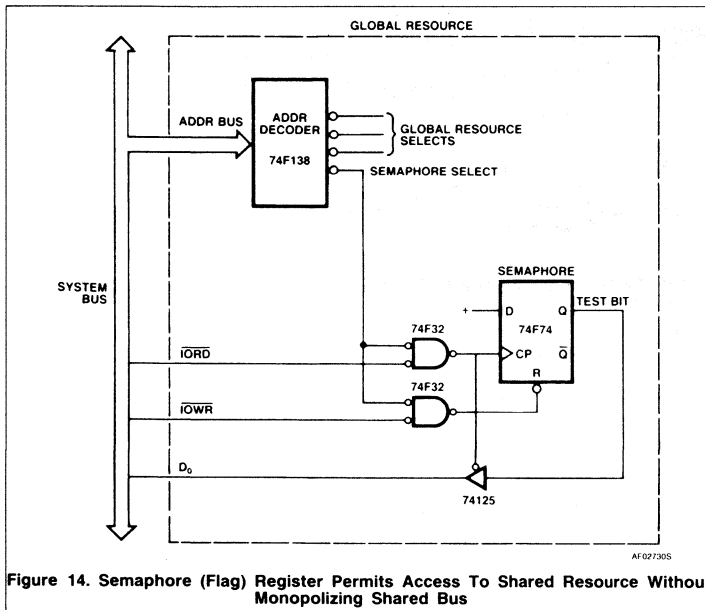 GLOBAL RESOURCE
ADDR BUS
ADDR
DECODER
74F138
GLOBAL RESOURCE
SELECTS
SEMAPHORE SELECT
SYSTEM
BUS
SEMAPHORE
TEST BIT
+
D
Q
74F74
CP
Q̅
R
74F32
I̅O̅R̅D̅
74F32
I̅O̅W̅R̅
D₀
74125
AF02730S
Figure 14. Semaphore (Flag) Register Permits Access To Shared Resource Withou
Monopolizing Shared Bus